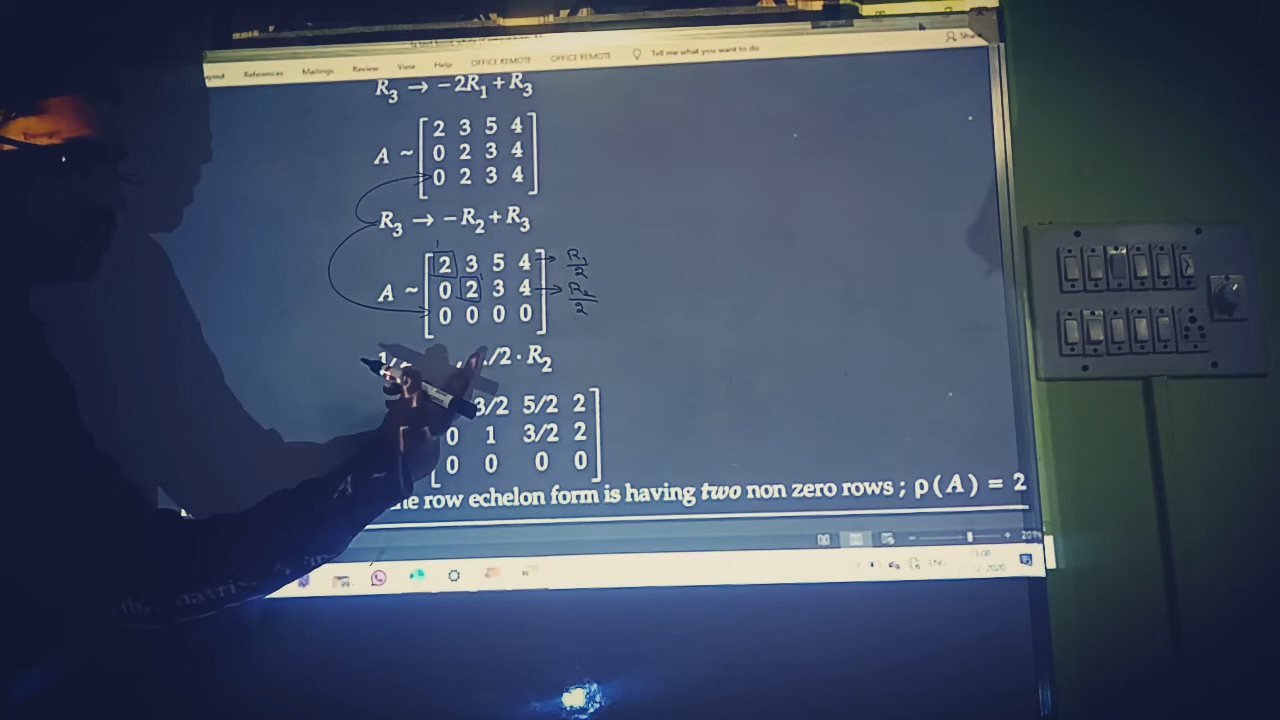 References Mailings Review View Help OFFICE REMOTE OFFICE REMOTE Tell me what you want to do Share
R₃ → −2R₁ + R₃
A ~ [2 3 5 4
0 2 3 4
0 2 3 4]
R₃ → −R₂ + R₃
A ~ [2 3 5 4] → R₁/2
0 2 3 4 → R₂/2
0 0 0 0
/2 · R₂
3/2 5/2 2
0 1 3/2 2
0 0 0 0
row echelon form is having two non zero rows ; ρ(A) = 2